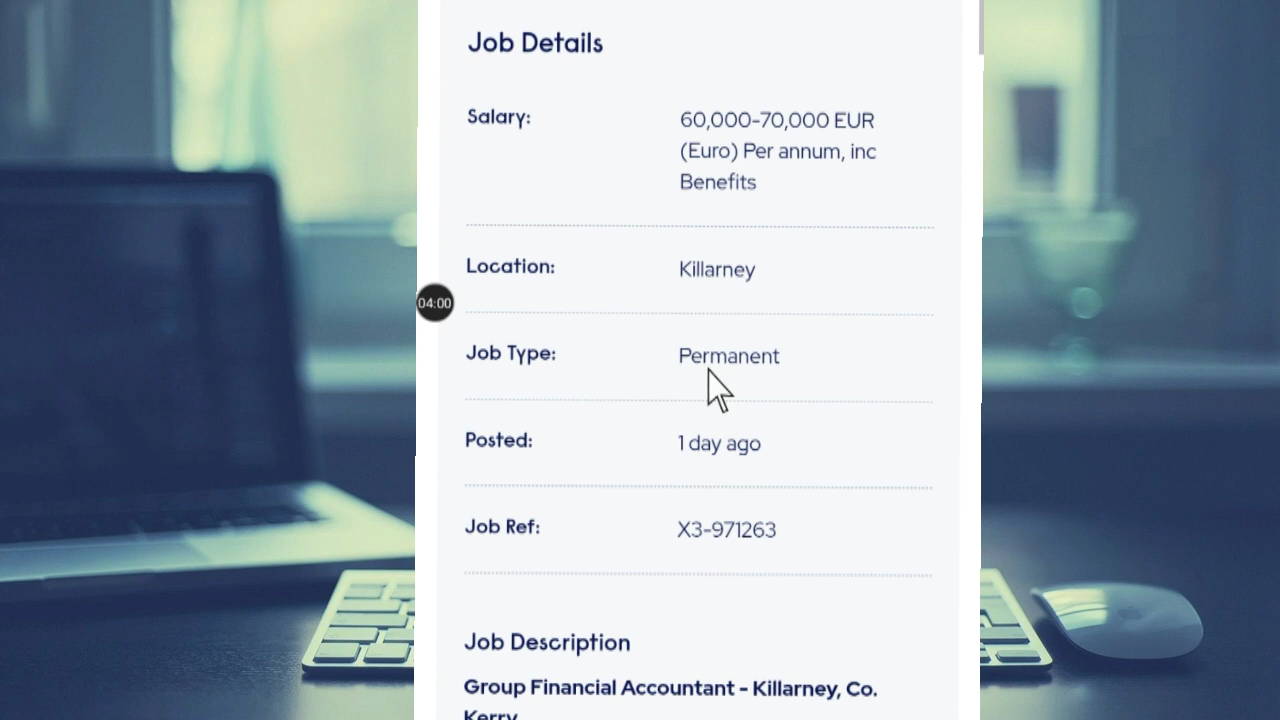 Job Details
Salary:
60,000-70,000 EUR
(Euro) Per annum, inc
Benefits
Location:
Killarney
04:00
Job Type:
Permanent
Posted:
1 day ago
Job Ref:
X3-971263
Job Description
Group Financial Accountant - Killarney, Co.
Kerry